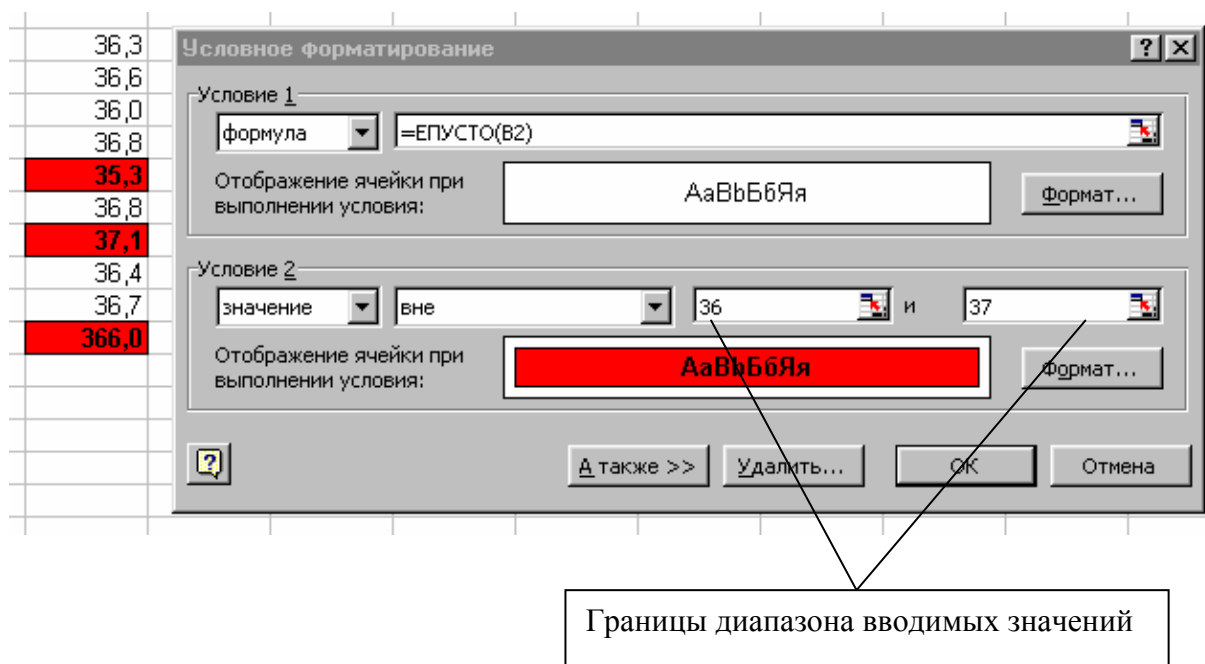 36,3
36,6
36,0
36,8
35,3
36,8
37,1
36,4
36,7
366,0
Условное форматирование
Условие 1
формула =ЕПУСТО(B2)
Отображение ячейки при
выполнении условия:
АаВbБбЯя
Формат...
Условие 2
значение вне 36 и 37
Отображение ячейки при
выполнении условия:
АаВbБбЯя
Формат...
А также >> Удалить... ОК Отмена
Границы диапазона вводимых значений